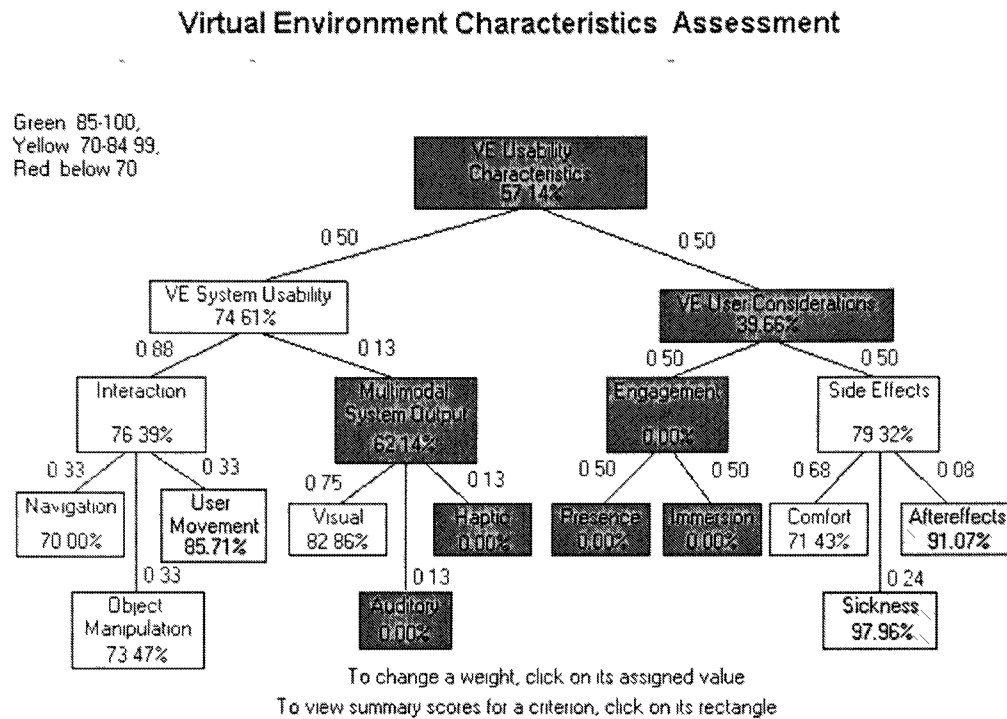 Virtual Environment Characteristics Assessment
Green 85-100,
Yellow 70-84 99,
Red below 70
VE Usability
Characteristics
57 14%
0 50
0 50
VE System Usability
74 61%
VE User Considerations
39.66%
0 88
0 13
0 50
0 50
Interaction
76 39%
Multimodal
System Output
62.14%
Engagement
0.00%
Side Effects
79 32%
0 33
0 33
0 75
0 13
0 50
0 50
0 68
0 08
Navigation
70 00%
User
Movement
85.71%
Visual
82 86%
Haptic
0.00%
Presence
0.00%
Immersion
0.00%
Comfort
71 43%
Aftereffects
91.07%
0 33
0 13
0 24
Object
Manipulation
73 47%
Auditory
0.00%
Sickness
97.96%
To change a weight, click on its assigned value
To view summary scores for a criterion, click on its rectangle